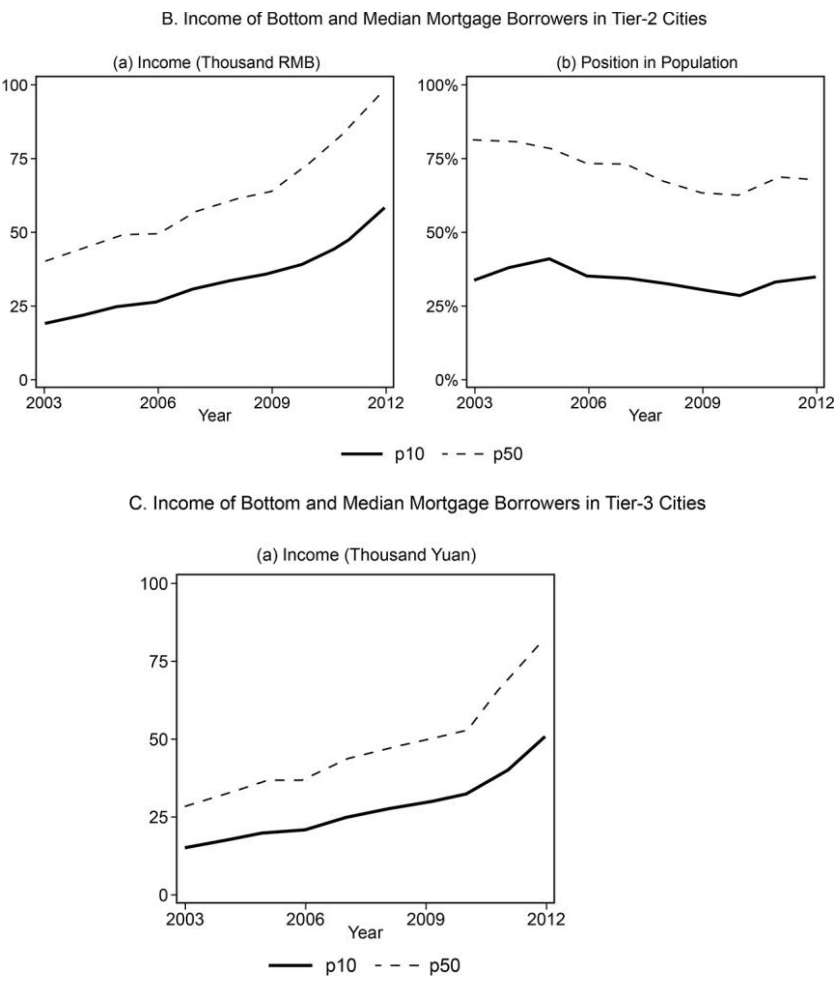 B. Income of Bottom and Median Mortgage Borrowers in Tier-2 Cities
(a) Income (Thousand RMB)
100
75
50
25
0
2003 2006 2009 2012
Year
(b) Position in Population
100%
75%
50%
25%
0%
2003 2006 2009 2012
Year
p10 p50
C. Income of Bottom and Median Mortgage Borrowers in Tier-3 Cities
(a) Income (Thousand Yuan)
100
75
50
25
0
2003 2006 2009 2012
Year
p10 p50